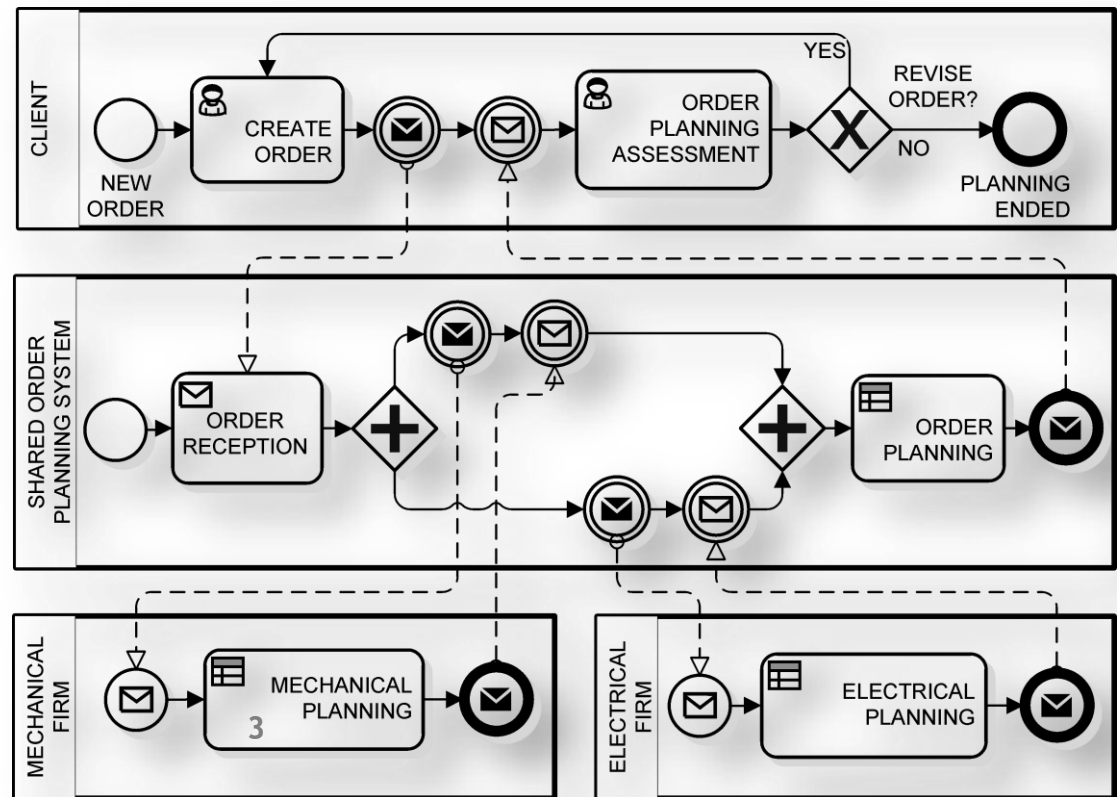 CLIENT
NEW
ORDER
CREATE
ORDER
ORDER
PLANNING
ASSESSMENT
YES
REVISE
ORDER?
X
NO
PLANNING
ENDED
SHARED ORDER
PLANNING SYSTEM
ORDER
RECEPTION
ORDER
PLANNING
MECHANICAL
FIRM
MECHANICAL
PLANNING
3
ELECTRICAL
FIRM
ELECTRICAL
PLANNING